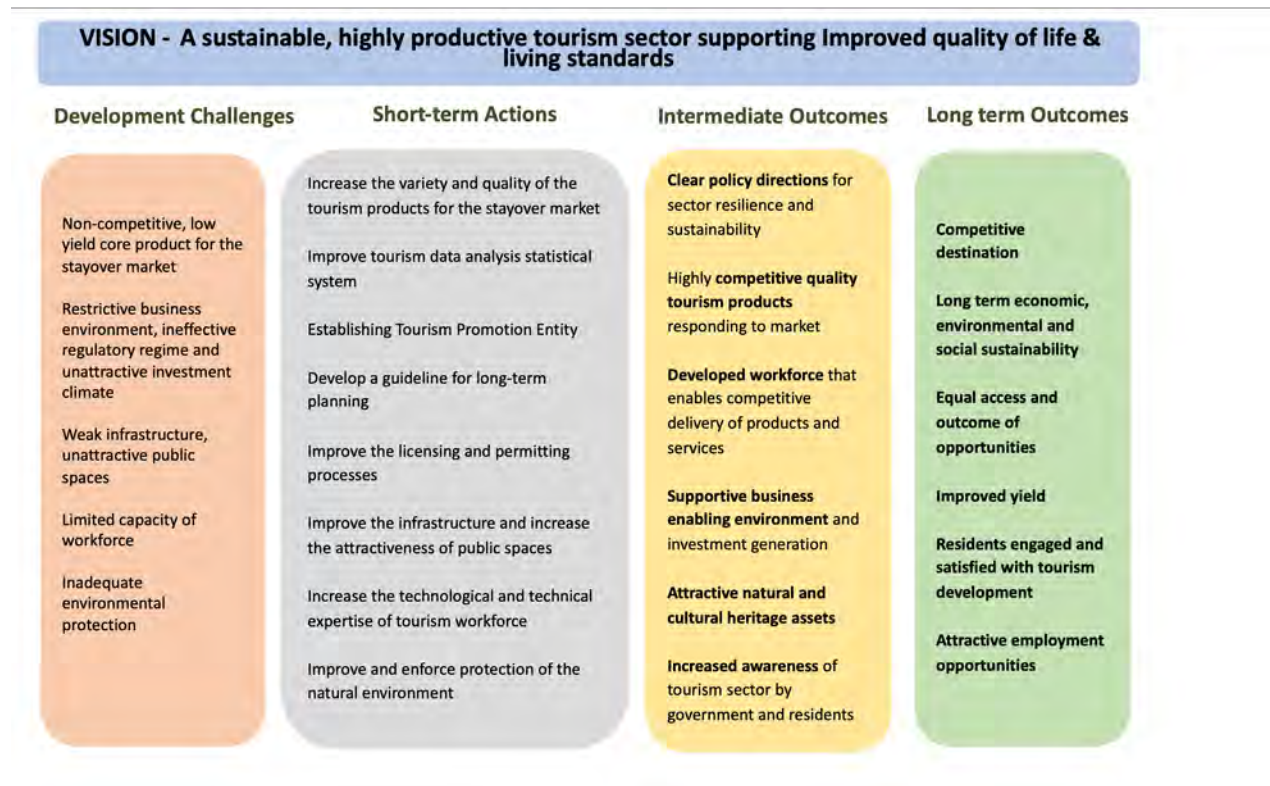 VISION - A sustainable, highly productive tourism sector supporting Improved quality of life &
living standards
Development Challenges
Non-competitive, low
yield core product for the
stayover market
Restrictive business
environment, ineffective
regulatory regime and
unattractive investment
climate
Weak infrastructure,
unattractive public
spaces
Limited capacity of
workforce
Inadequate
environmental
protection
Short-term Actions
Increase the variety and quality of the
tourism products for the stayover market
Improve tourism data analysis statistical
system
Establishing Tourism Promotion Entity
Develop a guideline for long-term
planning
Improve the licensing and permitting
processes
Improve the infrastructure and increase
the attractiveness of public spaces
Increase the technological and technical
expertise of tourism workforce
Improve and enforce protection of the
natural environment
Intermediate Outcomes
Clear policy directions for
sector resilience and
sustainability
Highly competitive quality
tourism products
responding to market
Developed workforce that
enables competitive
delivery of products and
services
Supportive business
enabling environment and
investment generation
Attractive natural and
cultural heritage assets
Increased awareness of
tourism sector by
government and residents
Long term Outcomes
Competitive
destination
Long term economic,
environmental and
social sustainability
Equal access and
outcome of
opportunities
Improved yield
Residents engaged and
satisfied with tourism
development
Attractive employment
opportunities